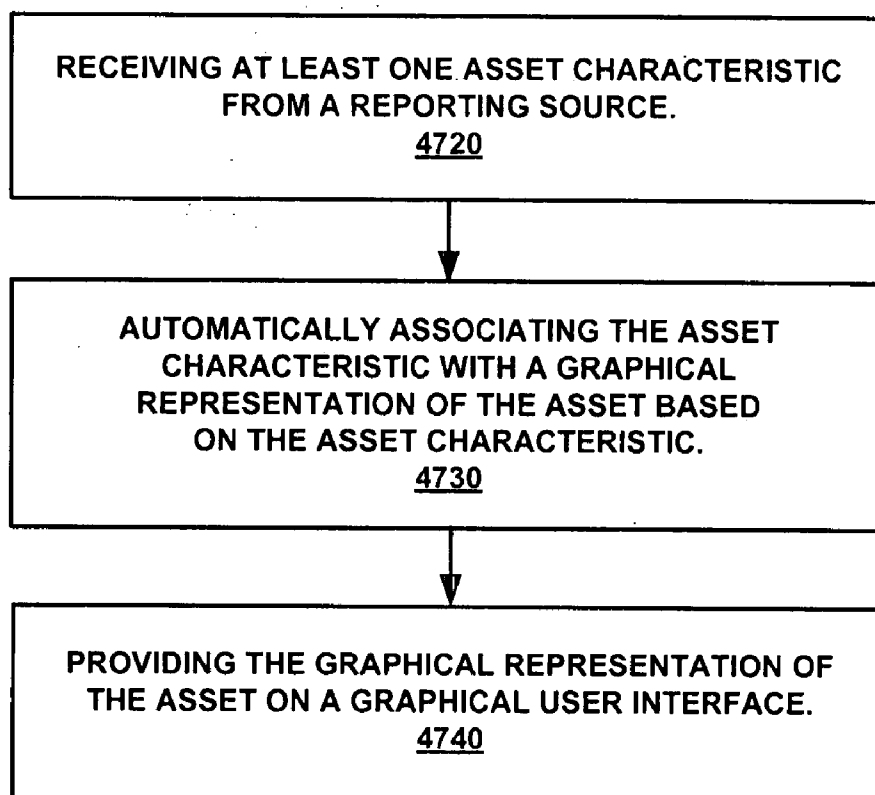 RECEIVING AT LEAST ONE ASSET CHARACTERISTIC
FROM A REPORTING SOURCE.
4720
AUTOMATICALLY ASSOCIATING THE ASSET
CHARACTERISTIC WITH A GRAPHICAL
REPRESENTATION OF THE ASSET BASED
ON THE ASSET CHARACTERISTIC.
4730
PROVIDING THE GRAPHICAL REPRESENTATION OF
THE ASSET ON A GRAPHICAL USER INTERFACE.
4740